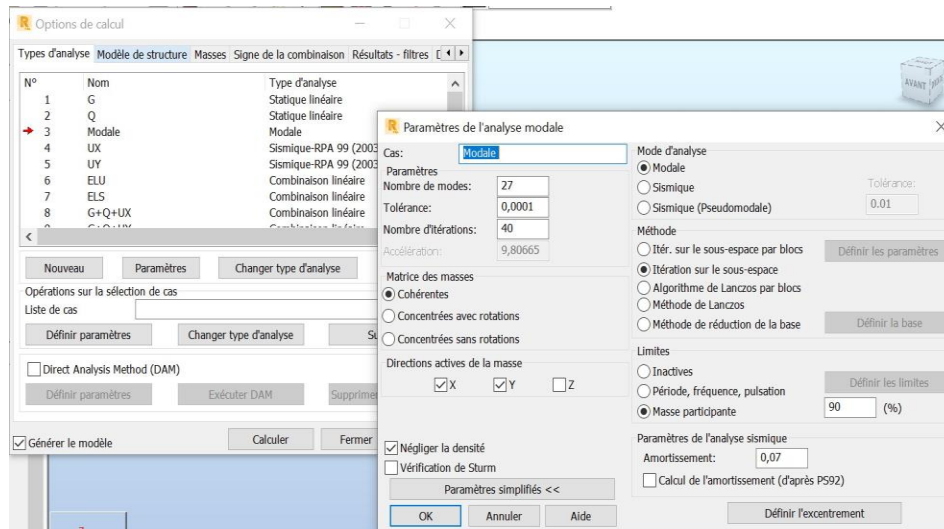 Options de calcul
Types d'analyse Modèle de structure Masses Signe de la combinaison Résultats - filtres
N° Nom Type d'analyse
1 G Statique linéaire
2 Q Statique linéaire
3 Modale Modale
4 UX Sismique-RPA 99 (2003
5 UY Sismique-RPA 99 (2003
6 ELU Combinaison linéaire
7 ELS Combinaison linéaire
8 G+Q+UX Combinaison linéaire
Nouveau Paramètres Changer type d'analyse
Opérations sur la sélection de cas
Liste de cas
Définir paramètres Changer type d'analyse Su
Direct Analysis Method (DAM)
Définir paramètres Exécuter DAM Supprimer
Générer le modèle Calculer Fermer
AVANT
Paramètres de l'analyse modale
Cas: Modale
Paramètres
Nombre de modes: 27
Tolérance: 0,0001
Nombre d'itérations: 40
Accélération: 9,80665
Matrice des masses
Cohérentes
Concentrées avec rotations
Concentrées sans rotations
Directions actives de la masse
X Y Z
Négliger la densité
Vérification de Sturm
Paramètres simplifiés <<
OK Annuler Aide
Mode d'analyse
Modale
Sismique Tolérance:
Sismique (Pseudomodale) 0.01
Méthode
Itér. sur le sous-espace par blocs Définir les paramètres
Itération sur le sous-espace
Algorithme de Lanczos par blocs
Méthode de Lanczos
Méthode de réduction de la base Définir la base
Limites
Inactives Définir les limites
Période, fréquence, pulsation
Masse participante 90 (%)
Paramètres de l'analyse sismique
Amortissement: 0,07
Calcul de l'amortissement (d'après PS92)
Définir l'excentrement